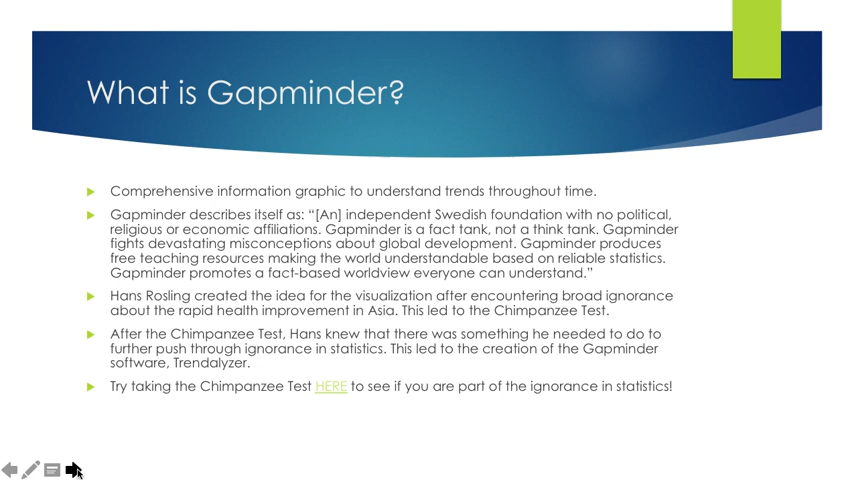 What is Gapminder?
Comprehensive information graphic to understand trends throughout time.
Gapminder describes itself as: “[An] independent Swedish foundation with no political,
religious or economic affiliations. Gapminder is a fact tank, not a think tank. Gapminder
fights devastating misconceptions about global development. Gapminder produces
free teaching resources making the world understandable based on reliable statistics.
Gapminder promotes a fact-based worldview everyone can understand.”
Hans Rosling created the idea for the visualization after encountering broad ignorance
about the rapid health improvement in Asia. This led to the Chimpanzee Test.
After the Chimpanzee Test, Hans knew that there was something he needed to do to
further push through ignorance in statistics. This led to the creation of the Gapminder
software, Trendalyzer.
Try taking the Chimpanzee Test HERE to see if you are part of the ignorance in statistics!